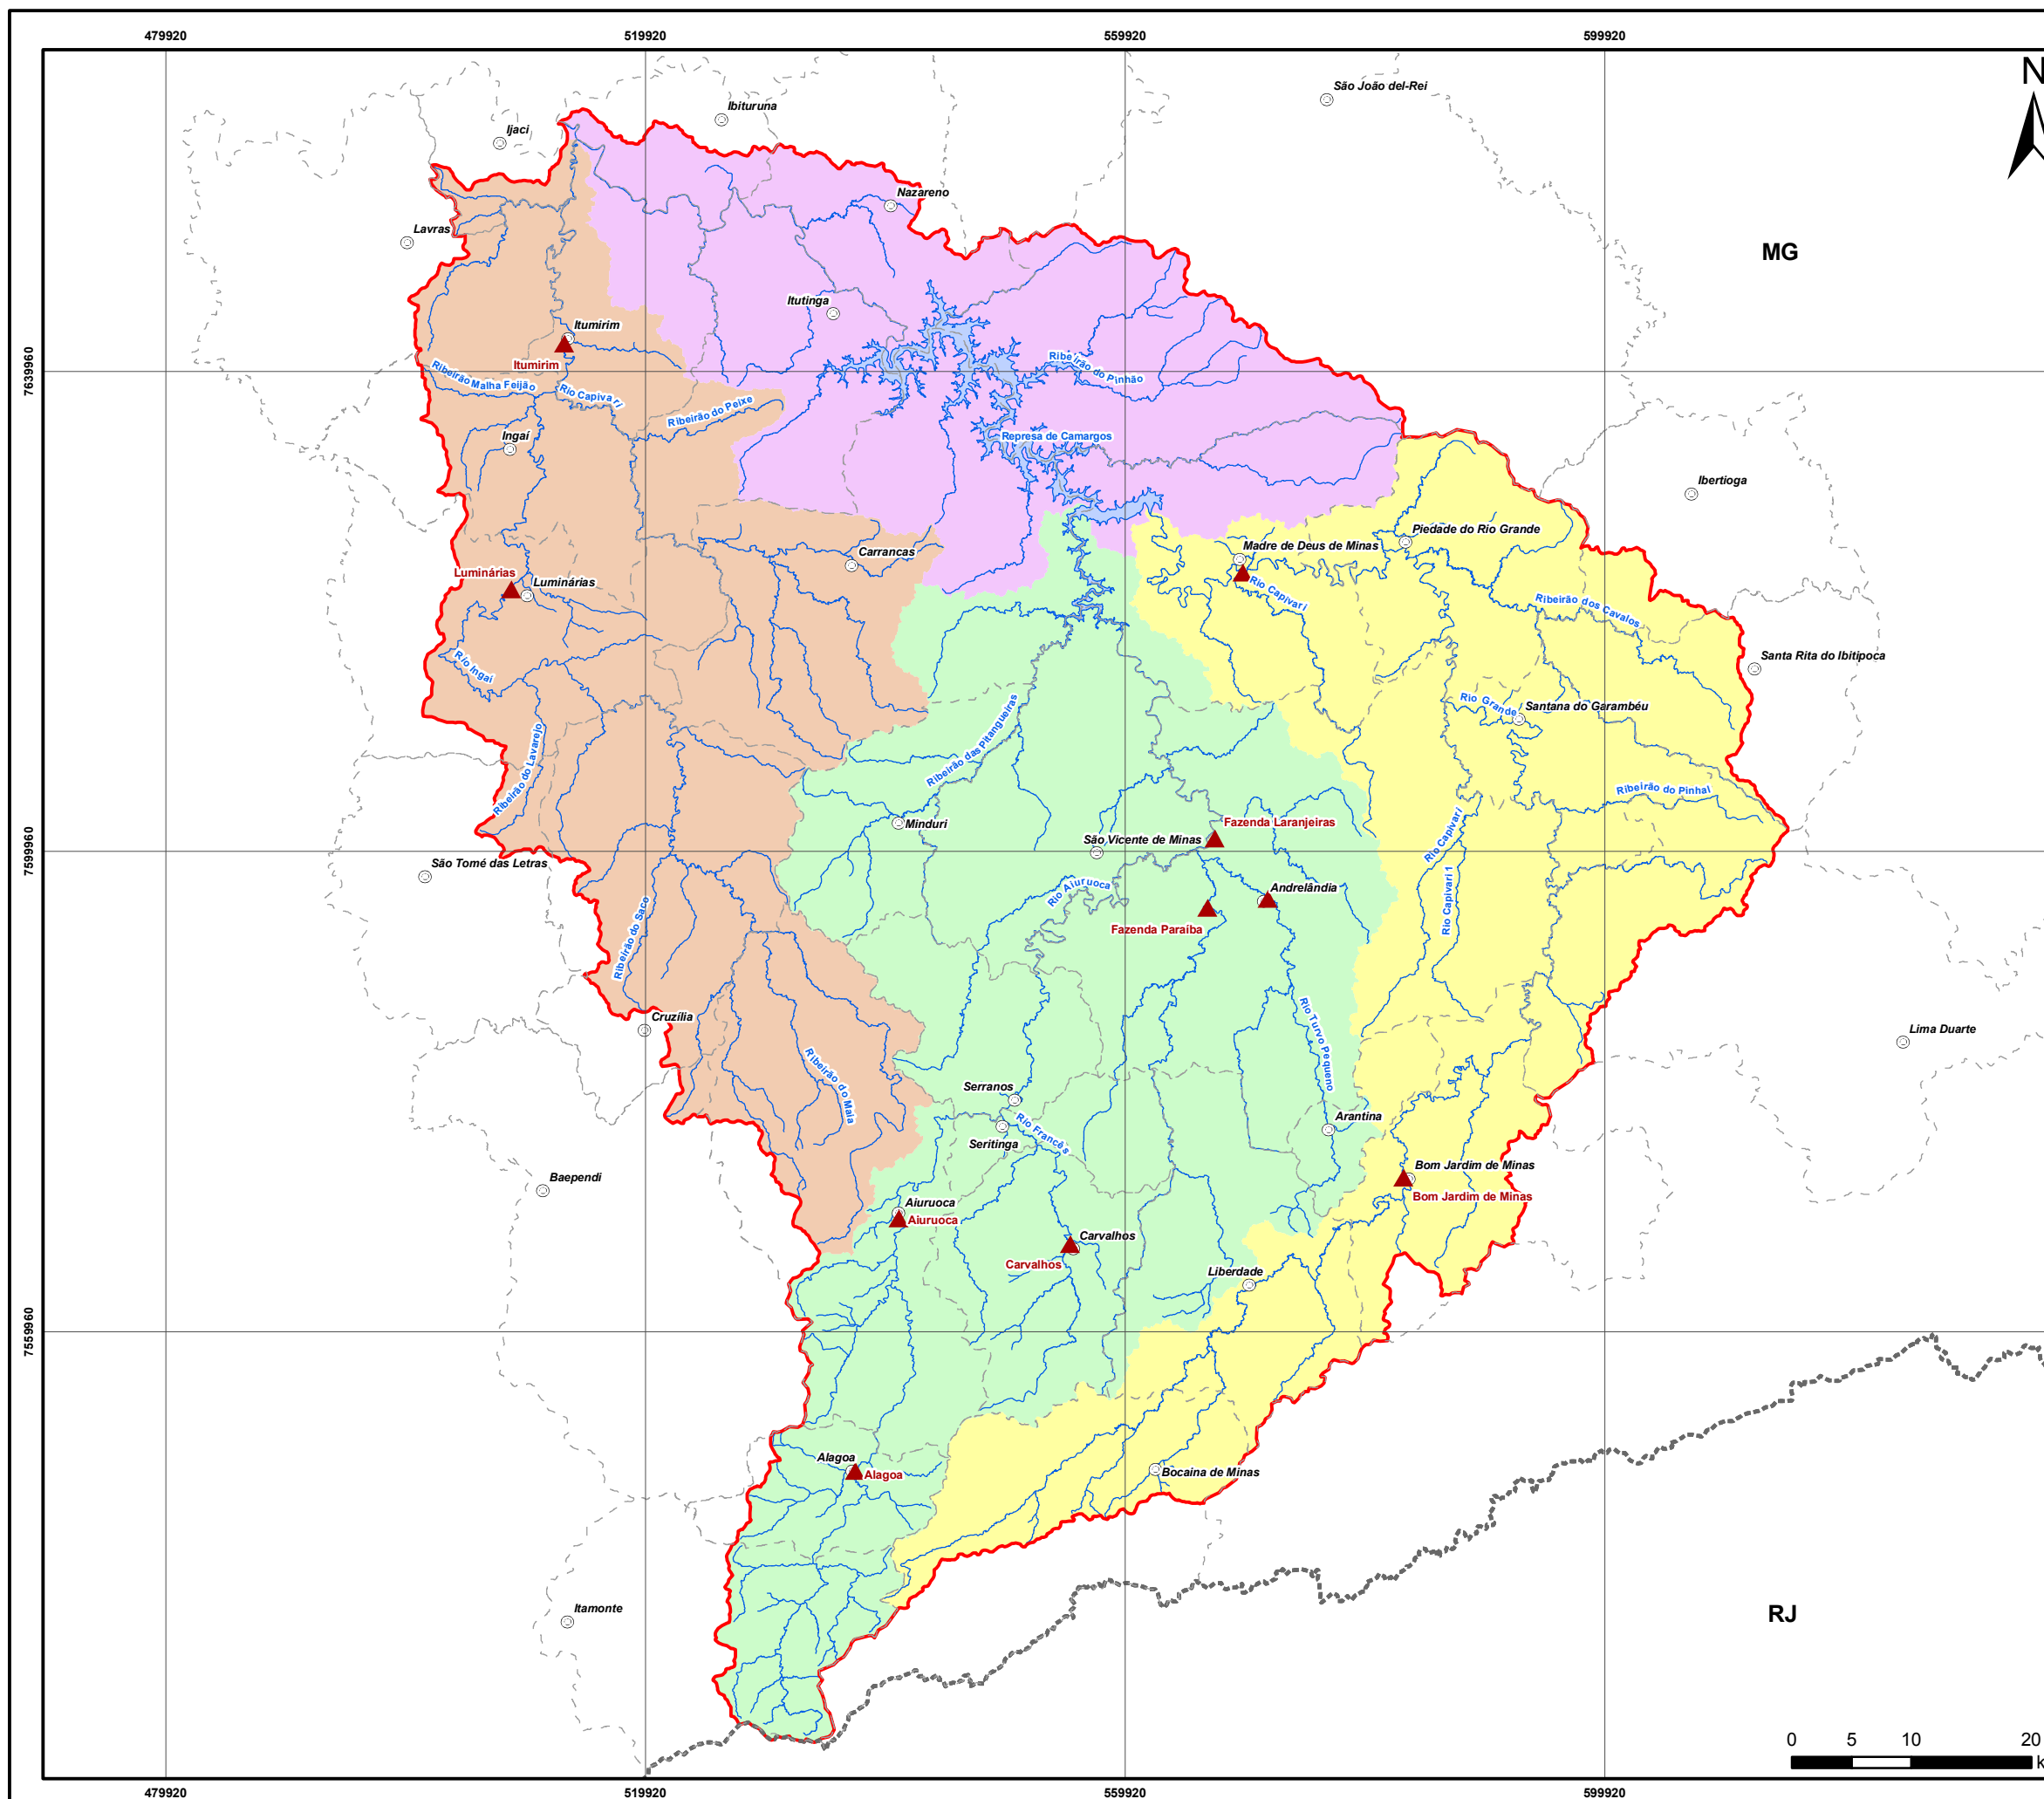 479920
519920
559920
599920
N
São João del-Rei
Ibituruna
Ijaci
Nazareno
Lavras
MG
Itutinga
Itumirim
Itumirim
Ribeirão do Pinhão
7639960
Ribeirão Malha Feijão
Rio Capivari
Ribeirão do Peixe
Ingaí
Represa de Camargos
Ibertioga
Piedade do Rio Grande
Madre de Deus de Minas
Carrancas
Luminárias
Luminárias
Rio Capivari
Ribeirão dos Cavalos
Santa Rita do Ibitipoca
Rio Ingaí
Rio Grande
Santana do Garambéu
Ribeirão das Pitangueiras
Ribeirão do Lavarejo
Ribeirão do Pinhal
Minduri
Fazenda Laranjeiras
São Vicente de Minas
Rio Capivari
7599960
São Tomé das Letras
Rio Aiuruoca
Andrelândia
Rio Capivari 1
Fazenda Paraíba
Ribeirão do Saco
Cruzília
Lima Duarte
Rio Turvo Pequeno
Ribeirão do Maia
Serranos
Rio Francês
Arantina
Seritinga
Bom Jardim de Minas
Bom Jardim de Minas
Baependi
Aiuruoca
Aiuruoca
Carvalhos
Carvalhos
Liberdade
7559960
Alagoa
Alagoa
Bocaina de Minas
Itamonte
RJ
0 5 10 20
k
479920
519920
559920
599920